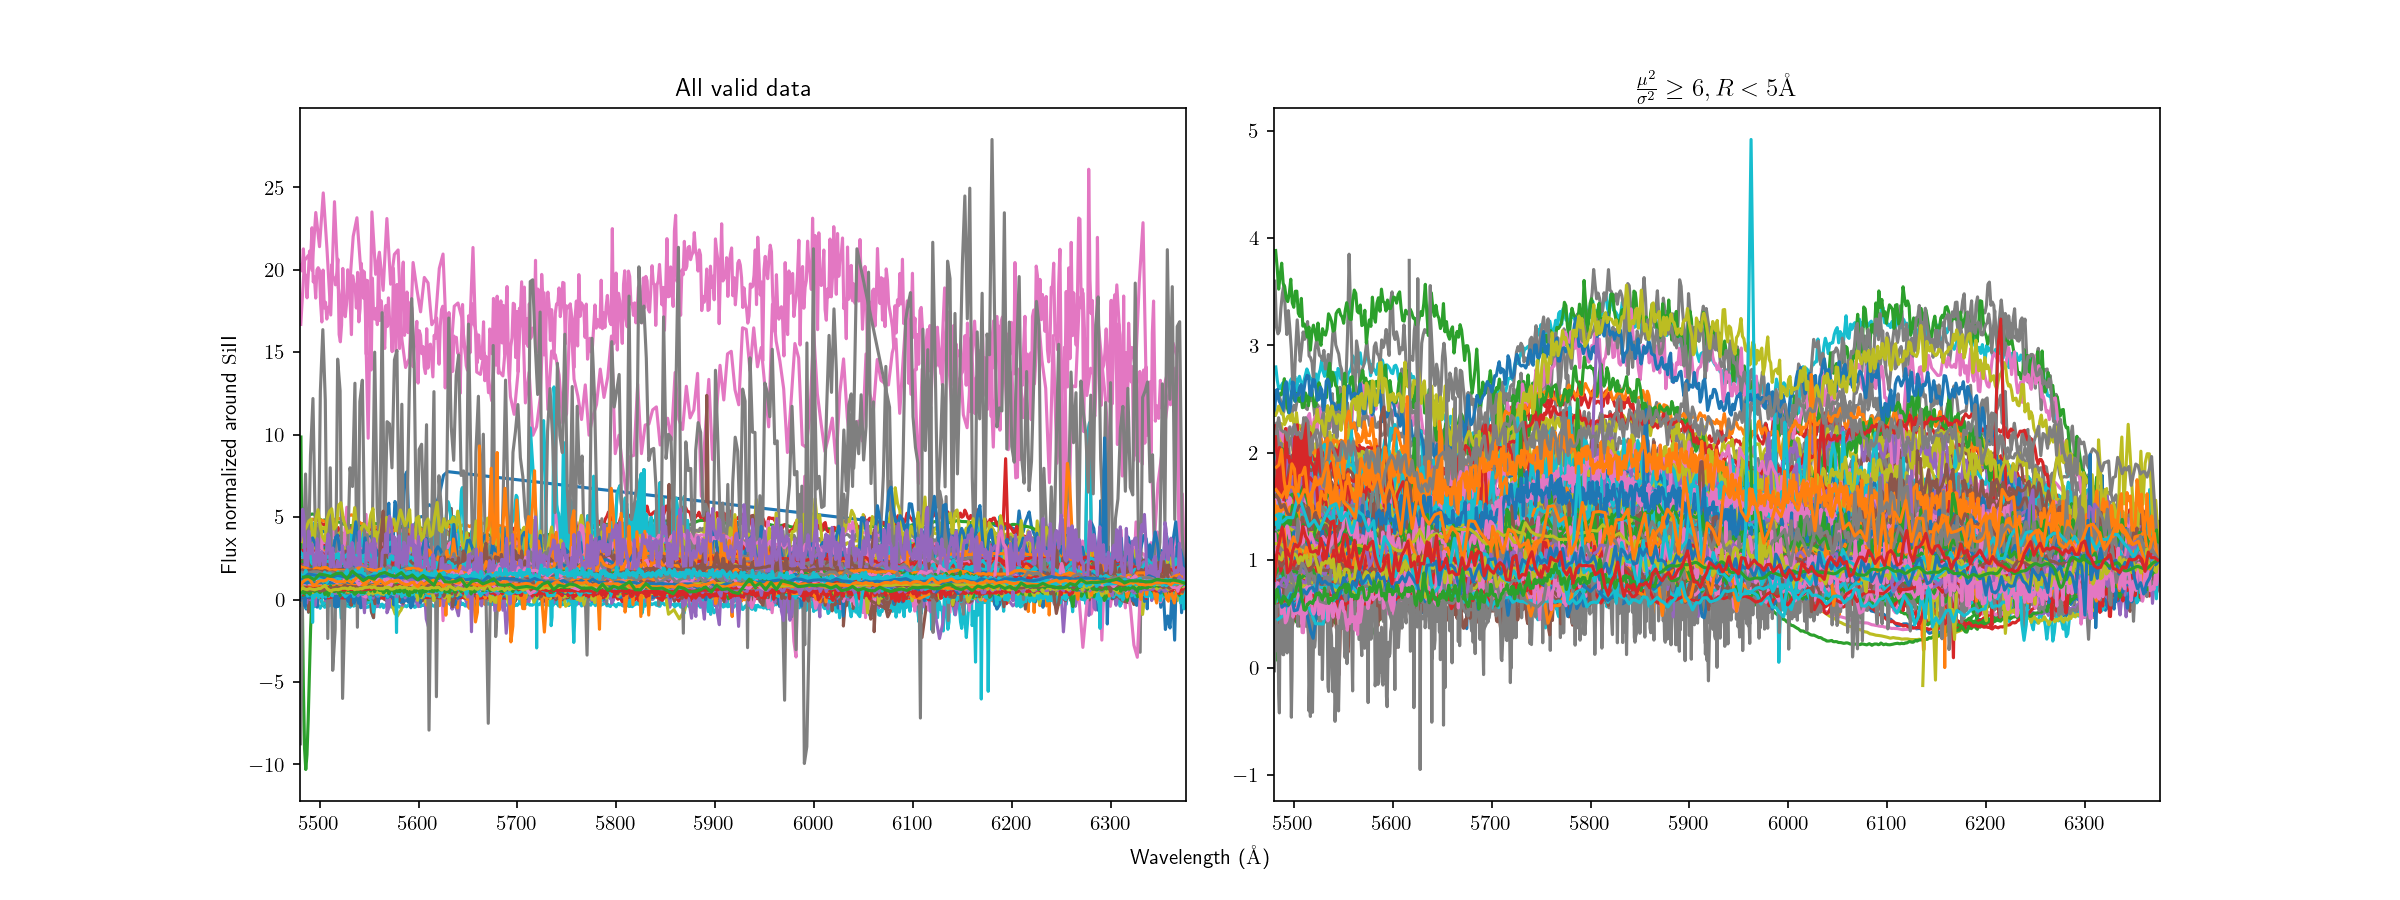 All valid data
μ²/σ² ≥ 6, R < 5Å
Flux normalized around SiII
25
20
15
10
5
0
−5
−10
5
4
3
2
1
0
−1
5500 5600 5700 5800 5900 6000 6100 6200 6300
5500 5600 5700 5800 5900 6000 6100 6200 6300
Wavelength (Å)